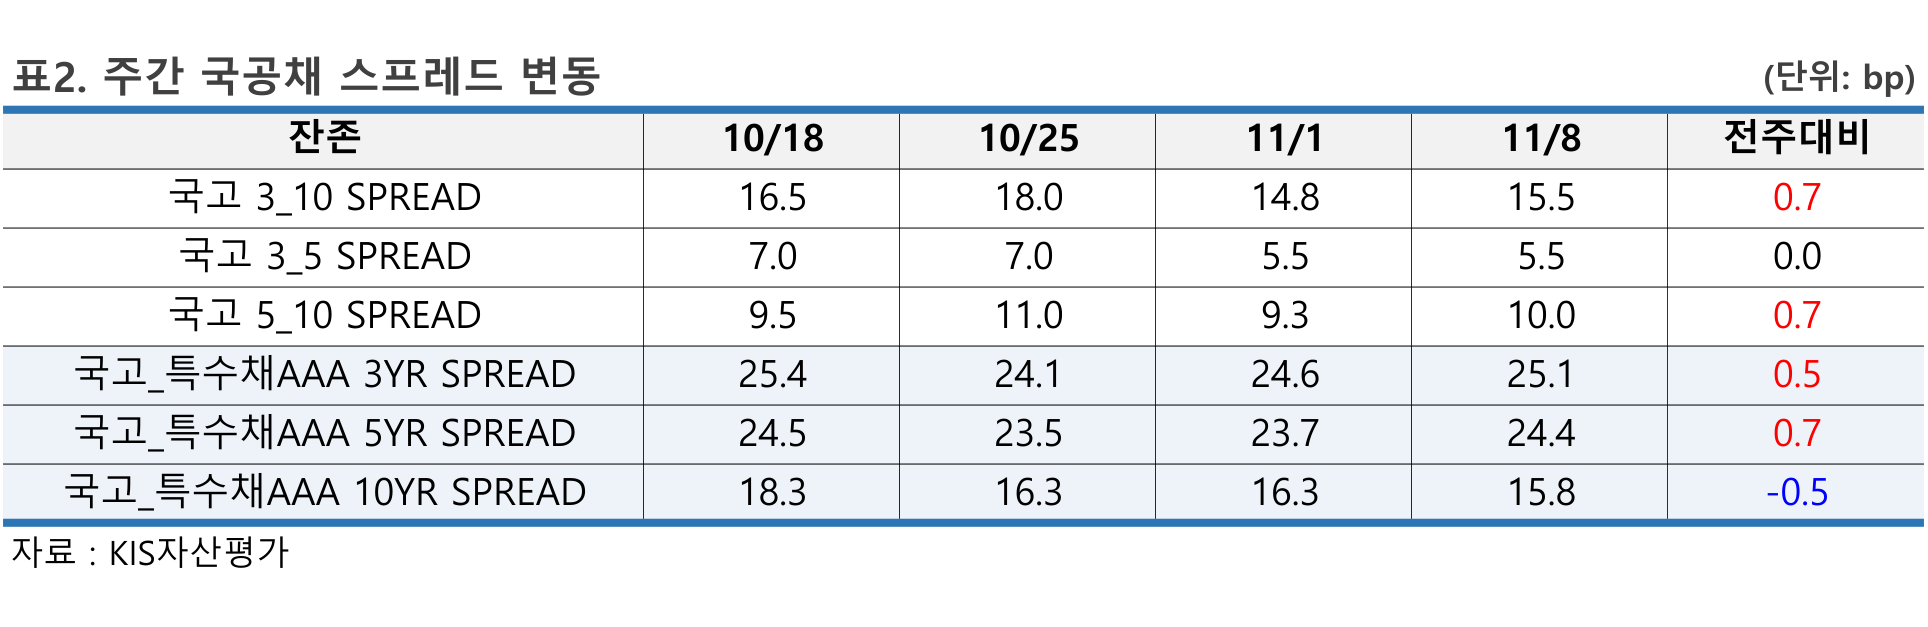 표2. 주간 국공채 스프레드 변동 (단위: bp)
잔존 10/18 10/25 11/1 11/8 전주대비
국고 3_10 SPREAD 16.5 18.0 14.8 15.5 0.7
국고 3_5 SPREAD 7.0 7.0 5.5 5.5 0.0
국고 5_10 SPREAD 9.5 11.0 9.3 10.0 0.7
국고_특수채AAA 3YR SPREAD 25.4 24.1 24.6 25.1 0.5
국고_특수채AAA 5YR SPREAD 24.5 23.5 23.7 24.4 0.7
국고_특수채AAA 10YR SPREAD 18.3 16.3 16.3 15.8 -0.5
자료 : KIS자산평가